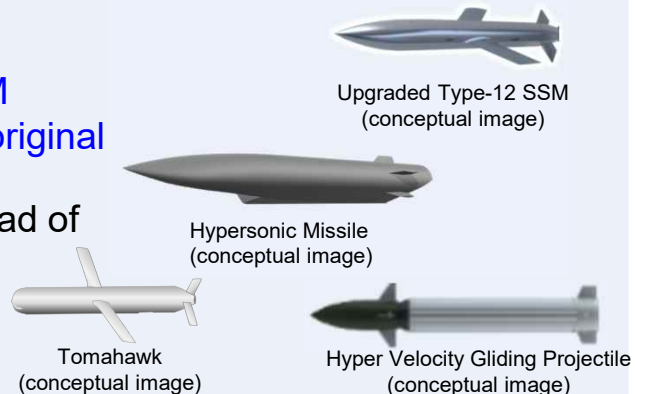 M
Upgraded Type-12 SSM
(conceptual image)
original
ad of
Hypersonic Missile
(conceptual image)
Tomahawk
(conceptual image)
Hyper Velocity Gliding Projectile
(conceptual image)